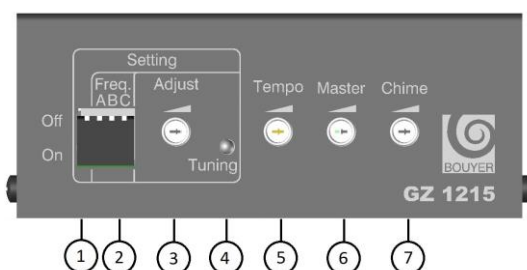 Setting
Freq.
ABC
Adjust
Tempo Master Chime
Off
On
Tuning
BOUYER
GZ 1215
1 2 3 4 5 6 7